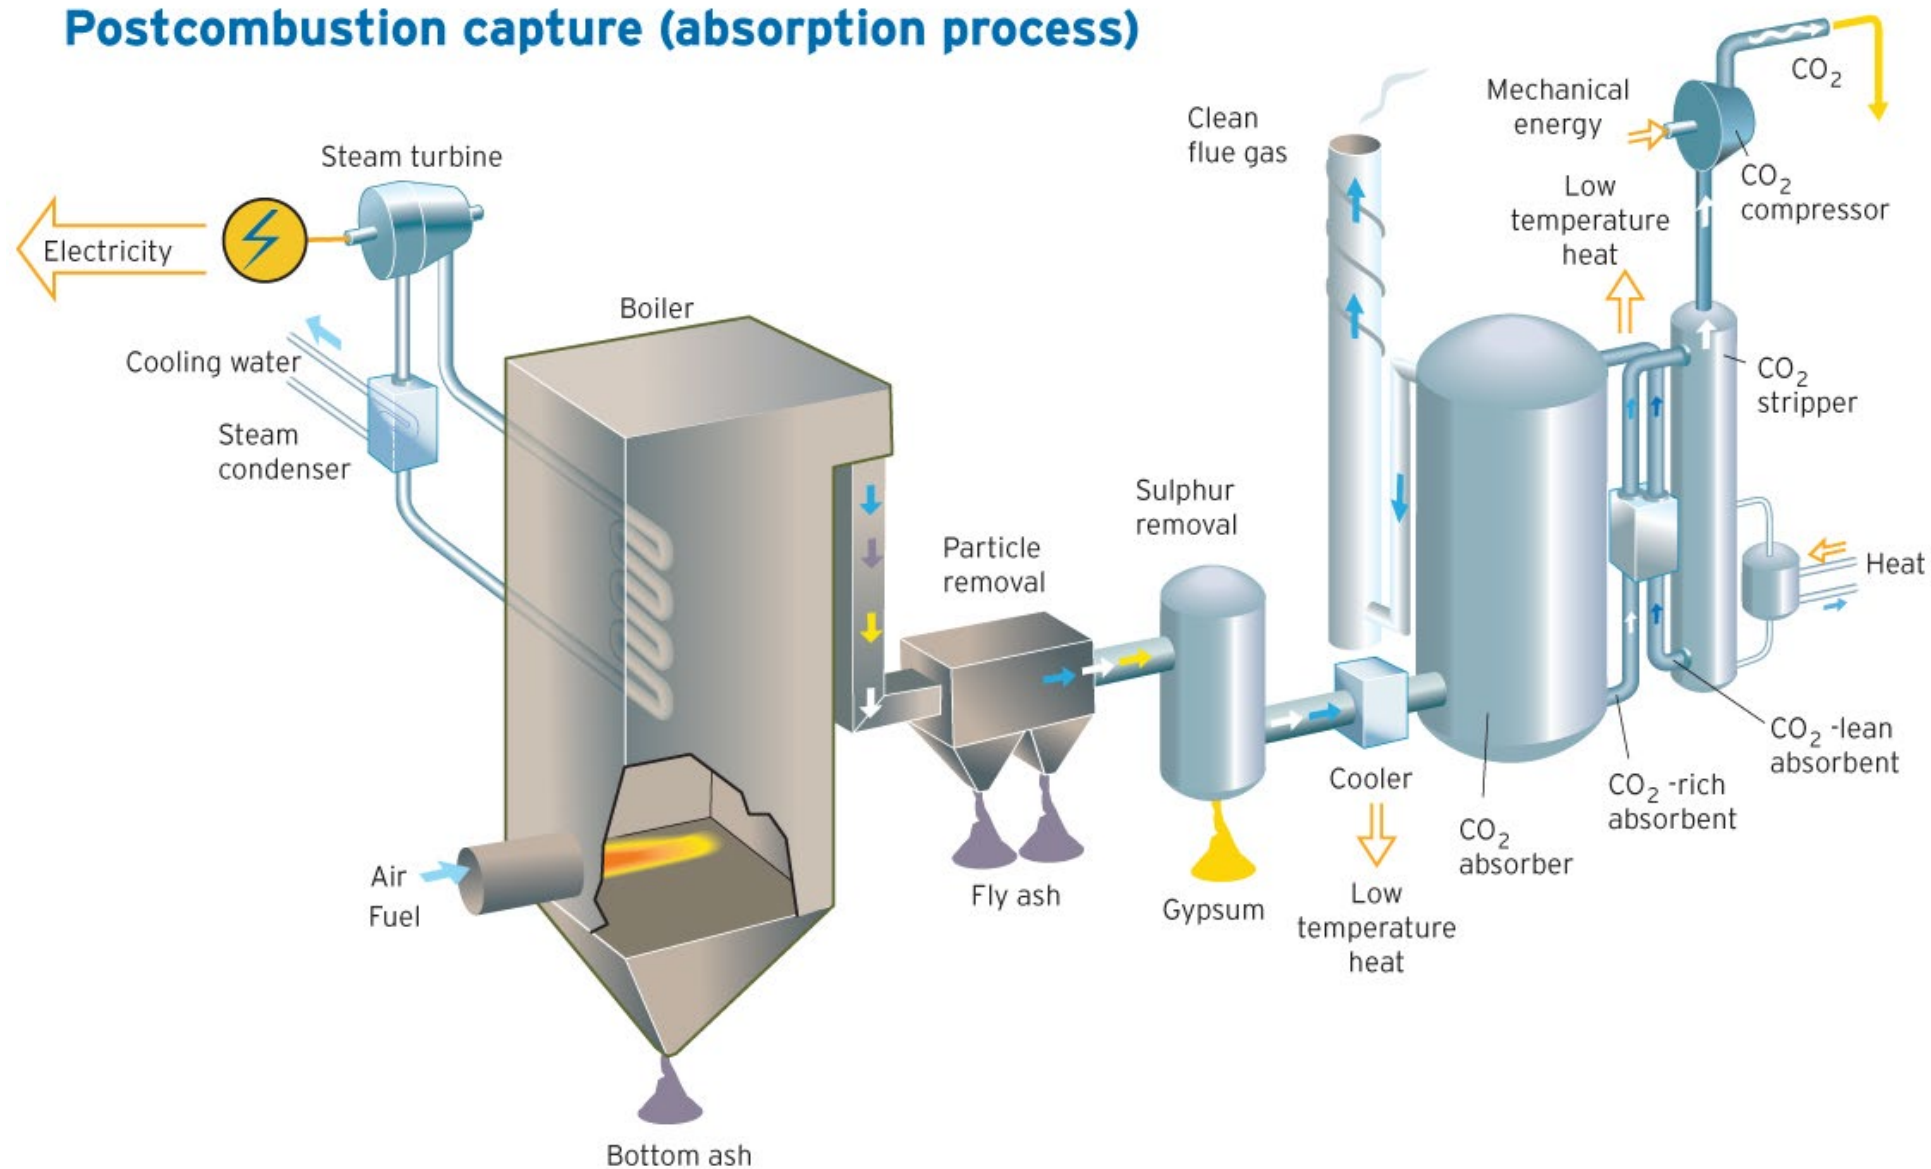 Postcombustion capture (absorption process)
Steam turbine
Electricity
Cooling water
Steam
condenser
Boiler
Air
Fuel
Bottom ash
Particle
removal
Fly ash
Sulphur
removal
Gypsum
Clean
flue gas
Cooler
Low
temperature
heat
CO2
absorber
CO2 -rich
absorbent
CO2 -lean
absorbent
Heat
CO2
stripper
Low
temperature
heat
Mechanical
energy
CO2
compressor
CO2